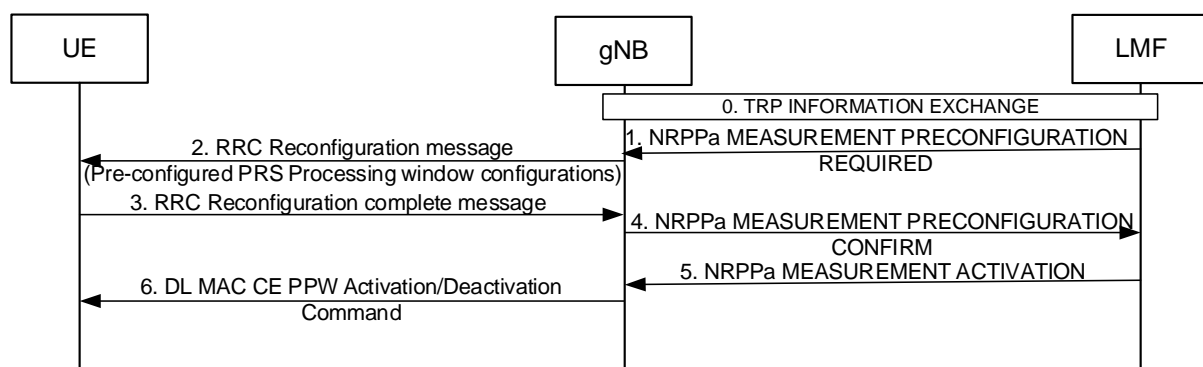 UE
gNB
LMF
0. TRP INFORMATION EXCHANGE
1. NRPPa MEASUREMENT PRECONFIGURATION
REQUIRED
2. RRC Reconfiguration message
(Pre-configured PRS Processing window configurations)
3. RRC Reconfiguration complete message
4. NRPPa MEASUREMENT PRECONFIGURATION
CONFIRM
5. NRPPa MEASUREMENT ACTIVATION
6. DL MAC CE PPW Activation/Deactivation
Command